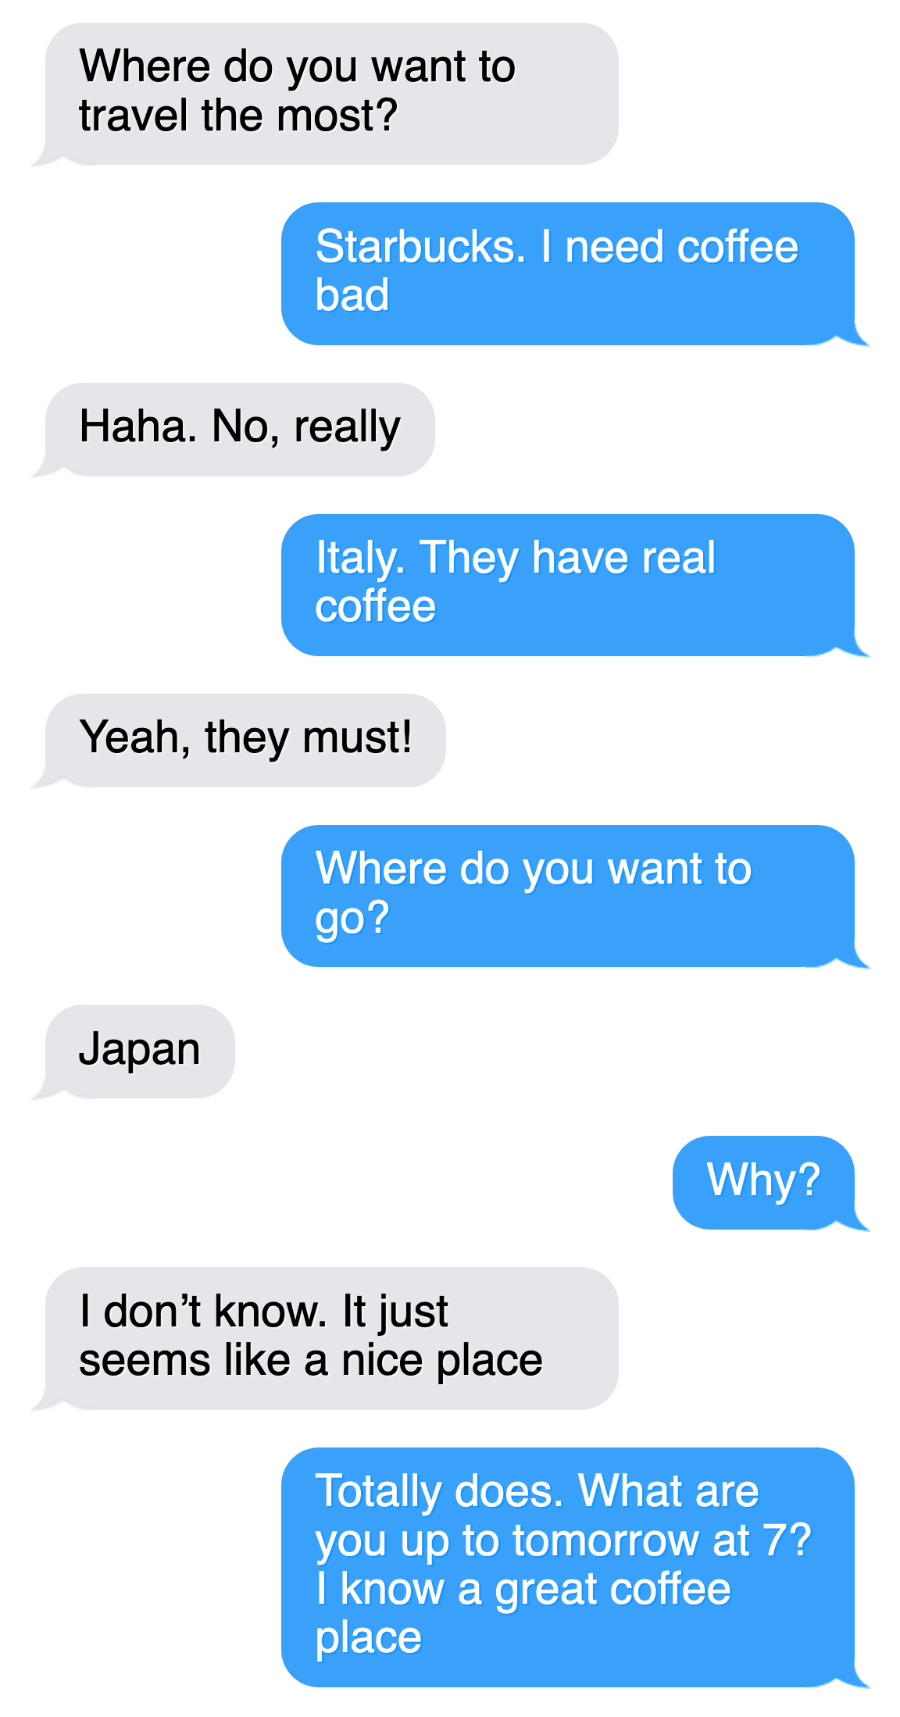 Where do you want to
travel the most?
Starbucks. I need coffee
bad
Haha. No, really
Italy. They have real
coffee
Yeah, they must!
Where do you want to
go?
Japan
Why?
I don’t know. It just
seems like a nice place
Totally does. What are
you up to tomorrow at 7?
I know a great coffee
place